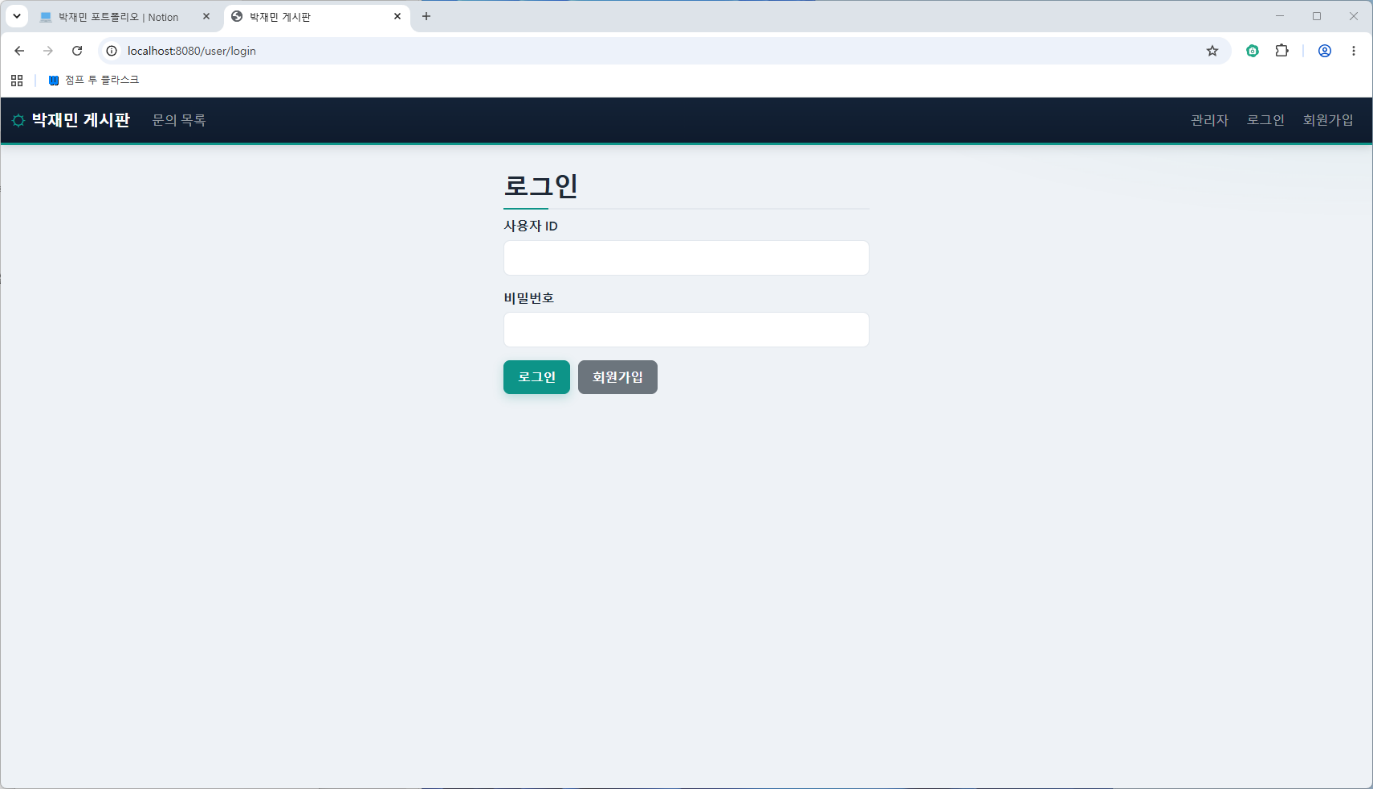 박재민 포트폴리오 | Notion
박재민 게시판
localhost:8080/user/login
점프 투 플라스크
박재민 게시판 문의 목록 관리자 로그인 회원가입
로그인
사용자 ID
비밀번호
로그인 회원가입